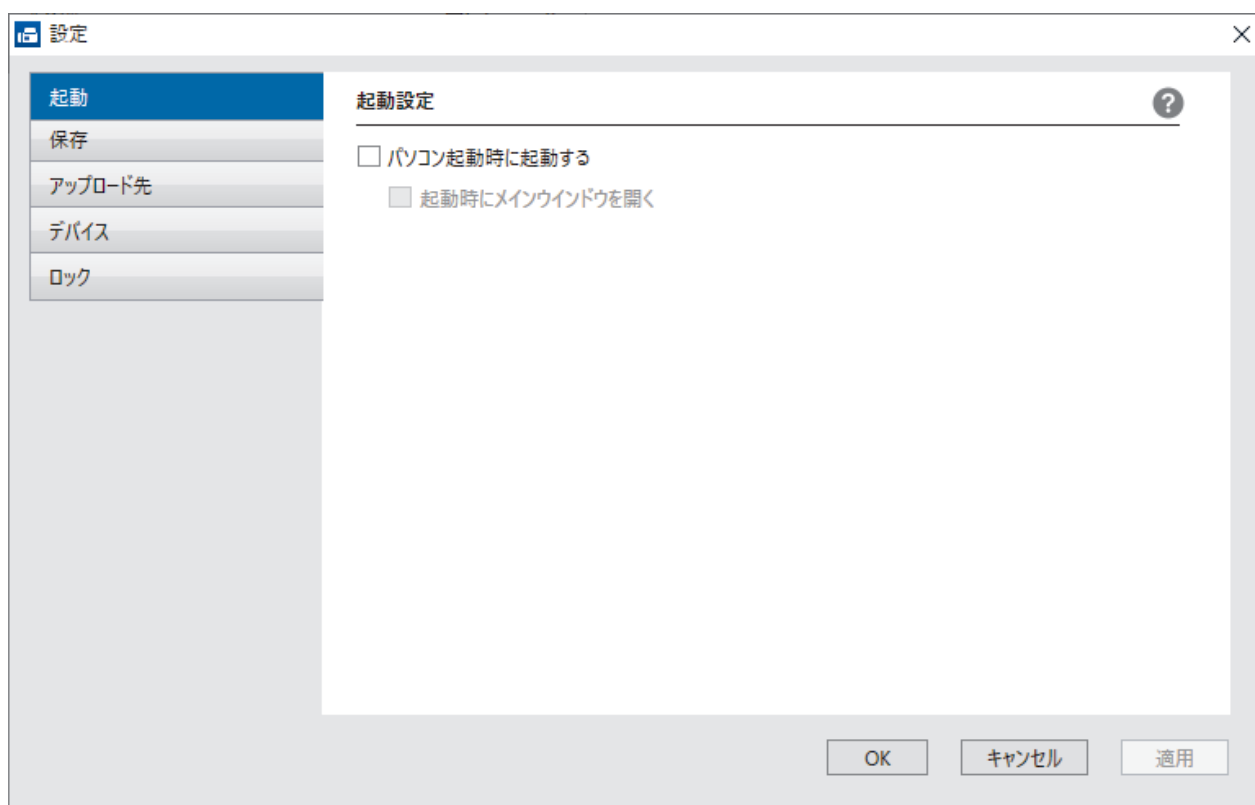 設定
起動
保存
アップロード先
デバイス
ロック
起動設定
?
パソコン起動時に起動する
起動時にメインウインドウを開く
OK
キャンセル
適用